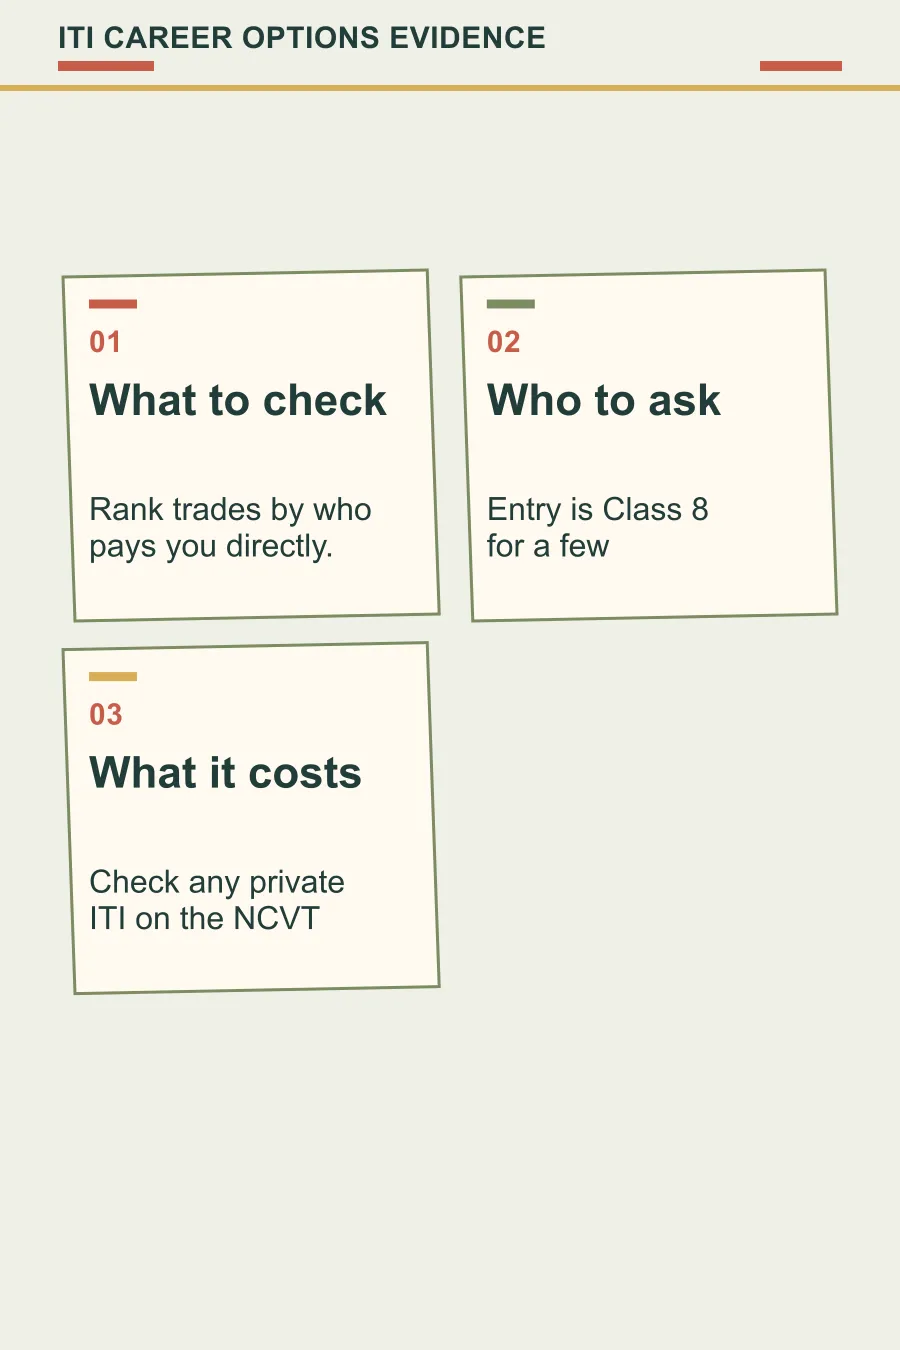 ITI CAREER OPTIONS EVIDENCE
01
What to check
Rank trades by who
pays you directly.
02
Who to ask
Entry is Class 8
for a few
03
What it costs
Check any private
ITI on the NCVT